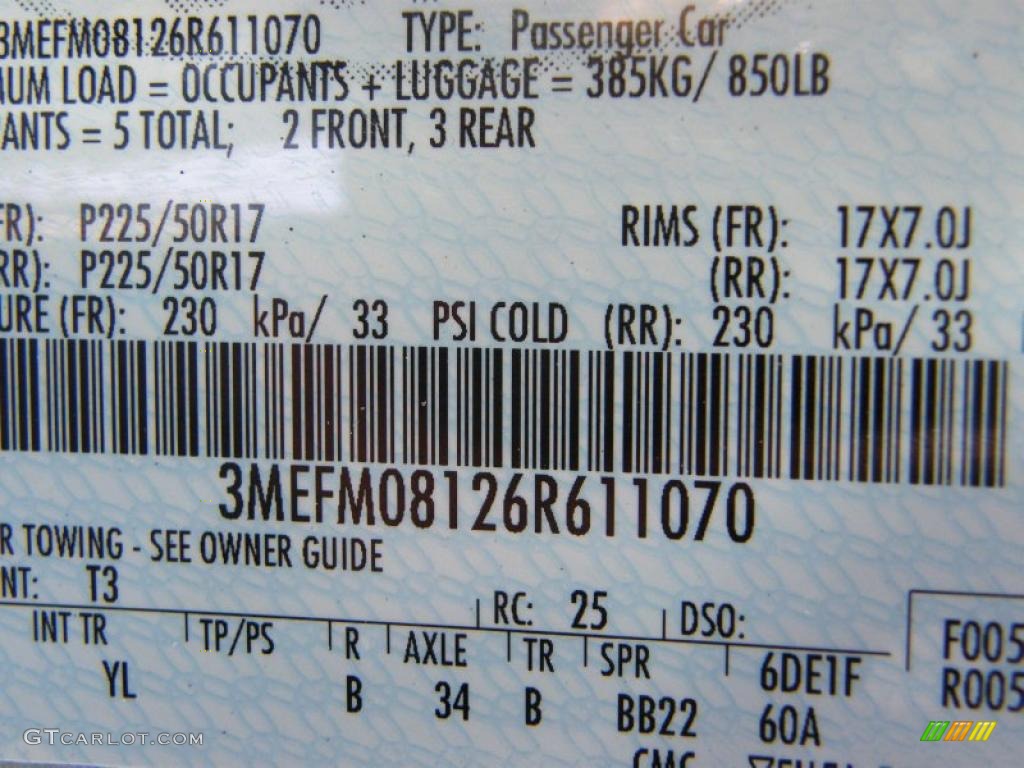 3MEFM08126R611070 TYPE: Passenger Car
MUM LOAD = OCCUPANTS + LUGGAGE = 385KG/ 850LB
PANTS = 5 TOTAL; 2 FRONT, 3 REAR
FR): P225/50R17 RIMS (FR): 17X7.0J
RR): P225/50R17 (RR): 17X7.0J
URE (FR): 230 kPa/ 33 PSI COLD (RR): 230 kPa/ 33
3MEFM08126R611070
R TOWING - SEE OWNER GUIDE
NT: T3
RC: 25 DSO:
INT TR TP/PS R AXLE TR SPR 6DE1F F005
YL B 34 B BB22 60A R005
GTCARLOT.COM